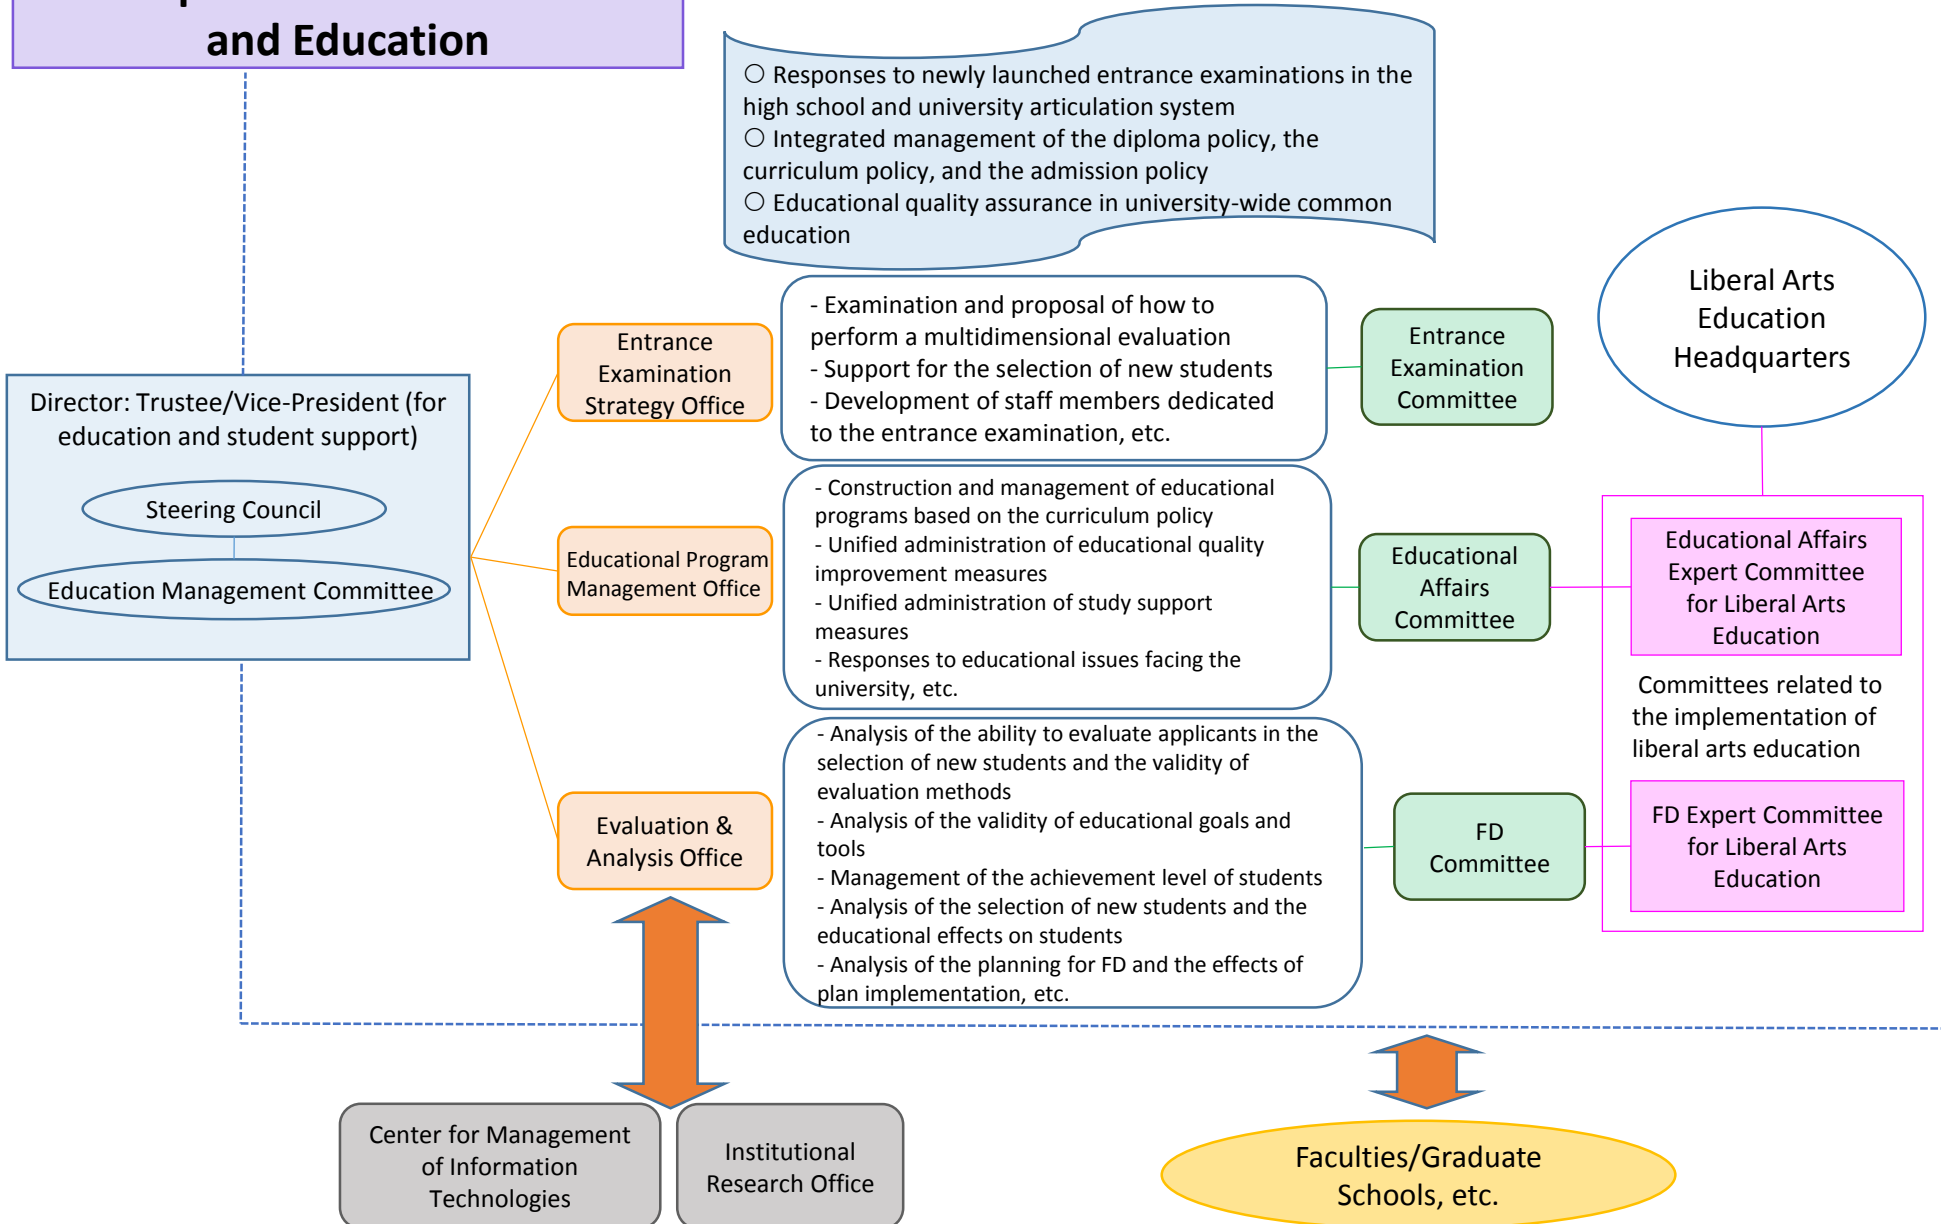 and Education
○ Responses to newly launched entrance examinations in the
high school and university articulation system
○ Integrated management of the diploma policy, the
curriculum policy, and the admission policy
○ Educational quality assurance in university-wide common
education
Director: Trustee/Vice-President (for
education and student support)
Steering Council
Education Management Committee
Entrance
Examination
Strategy Office
- Examination and proposal of how to
perform a multidimensional evaluation
- Support for the selection of new students
- Development of staff members dedicated
to the entrance examination, etc.
Entrance
Examination
Committee
Educational Program
Management Office
- Construction and management of educational
programs based on the curriculum policy
- Unified administration of educational quality
improvement measures
- Unified administration of study support
measures
- Responses to educational issues facing the
university, etc.
Educational
Affairs
Committee
Evaluation &
Analysis Office
- Analysis of the ability to evaluate applicants in the
selection of new students and the validity of
evaluation methods
- Analysis of the validity of educational goals and
tools
- Management of the achievement level of students
- Analysis of the selection of new students and the
educational effects on students
- Analysis of the planning for FD and the effects of
plan implementation, etc.
FD
Committee
Liberal Arts
Education
Headquarters
Educational Affairs
Expert Committee
for Liberal Arts
Education
Committees related to
the implementation of
liberal arts education
FD Expert Committee
for Liberal Arts
Education
Center for Management
of Information
Technologies
Institutional
Research Office
Faculties/Graduate
Schools, etc.